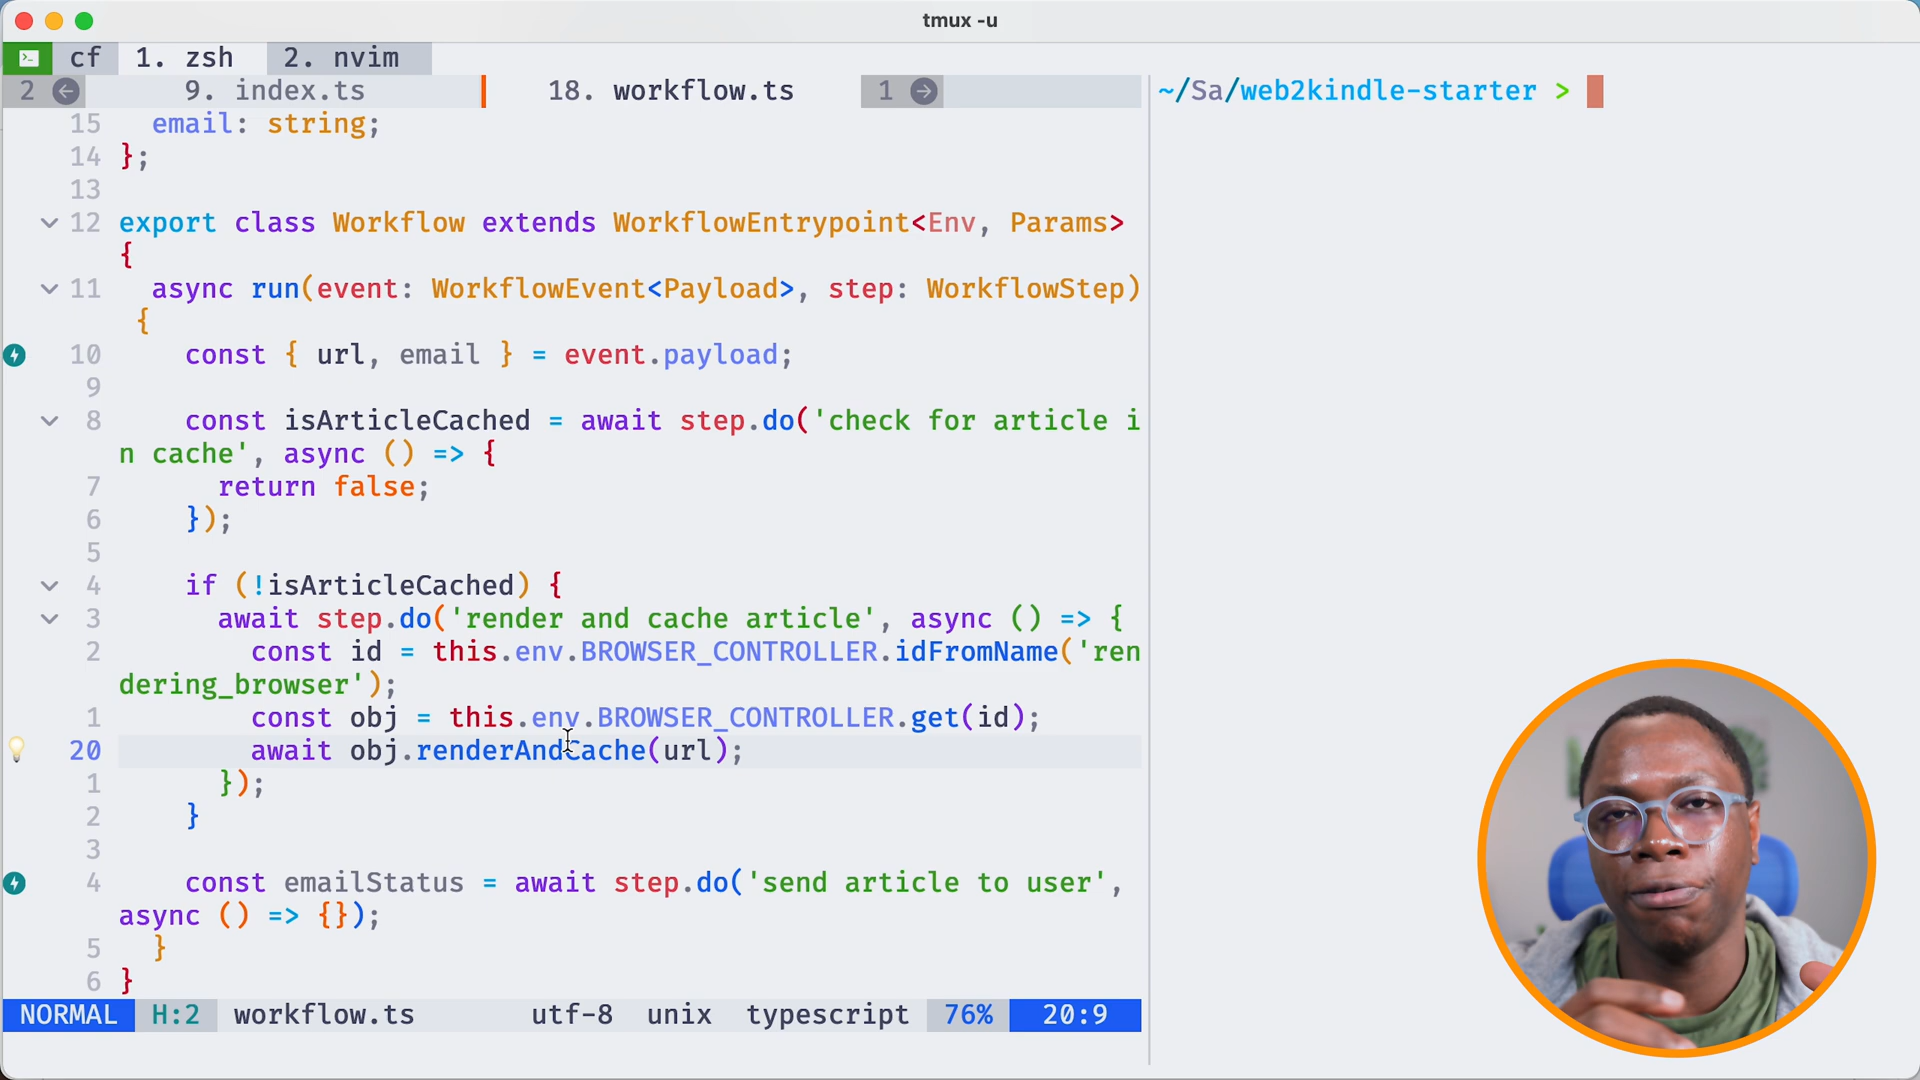 tmux -u
cf 1. zsh 2. nvim
2 9. index.ts 18. workflow.ts 1
~/Sa/web2kindle-starter >
15 email: string;
14 };
13
12 export class Workflow extends WorkflowEntrypoint<Env, Params>
{
11 async run(event: WorkflowEvent<Payload>, step: WorkflowStep)
{
10 const { url, email } = event.payload;
9
8 const isArticleCached = await step.do('check for article i
n cache', async () => {
7 return false;
6 });
5
4 if (!isArticleCached) {
3 await step.do('render and cache article', async () => {
2 const id = this.env.BROWSER_CONTROLLER.idFromName('ren
dering_browser');
1 const obj = this.env.BROWSER_CONTROLLER.get(id);
20 await obj.renderAndCache(url);
1 });
2 }
3
4 const emailStatus = await step.do('send article to user',
async () => {});
5 }
6 }
NORMAL H:2 workflow.ts utf-8 unix typescript 76% 20:9